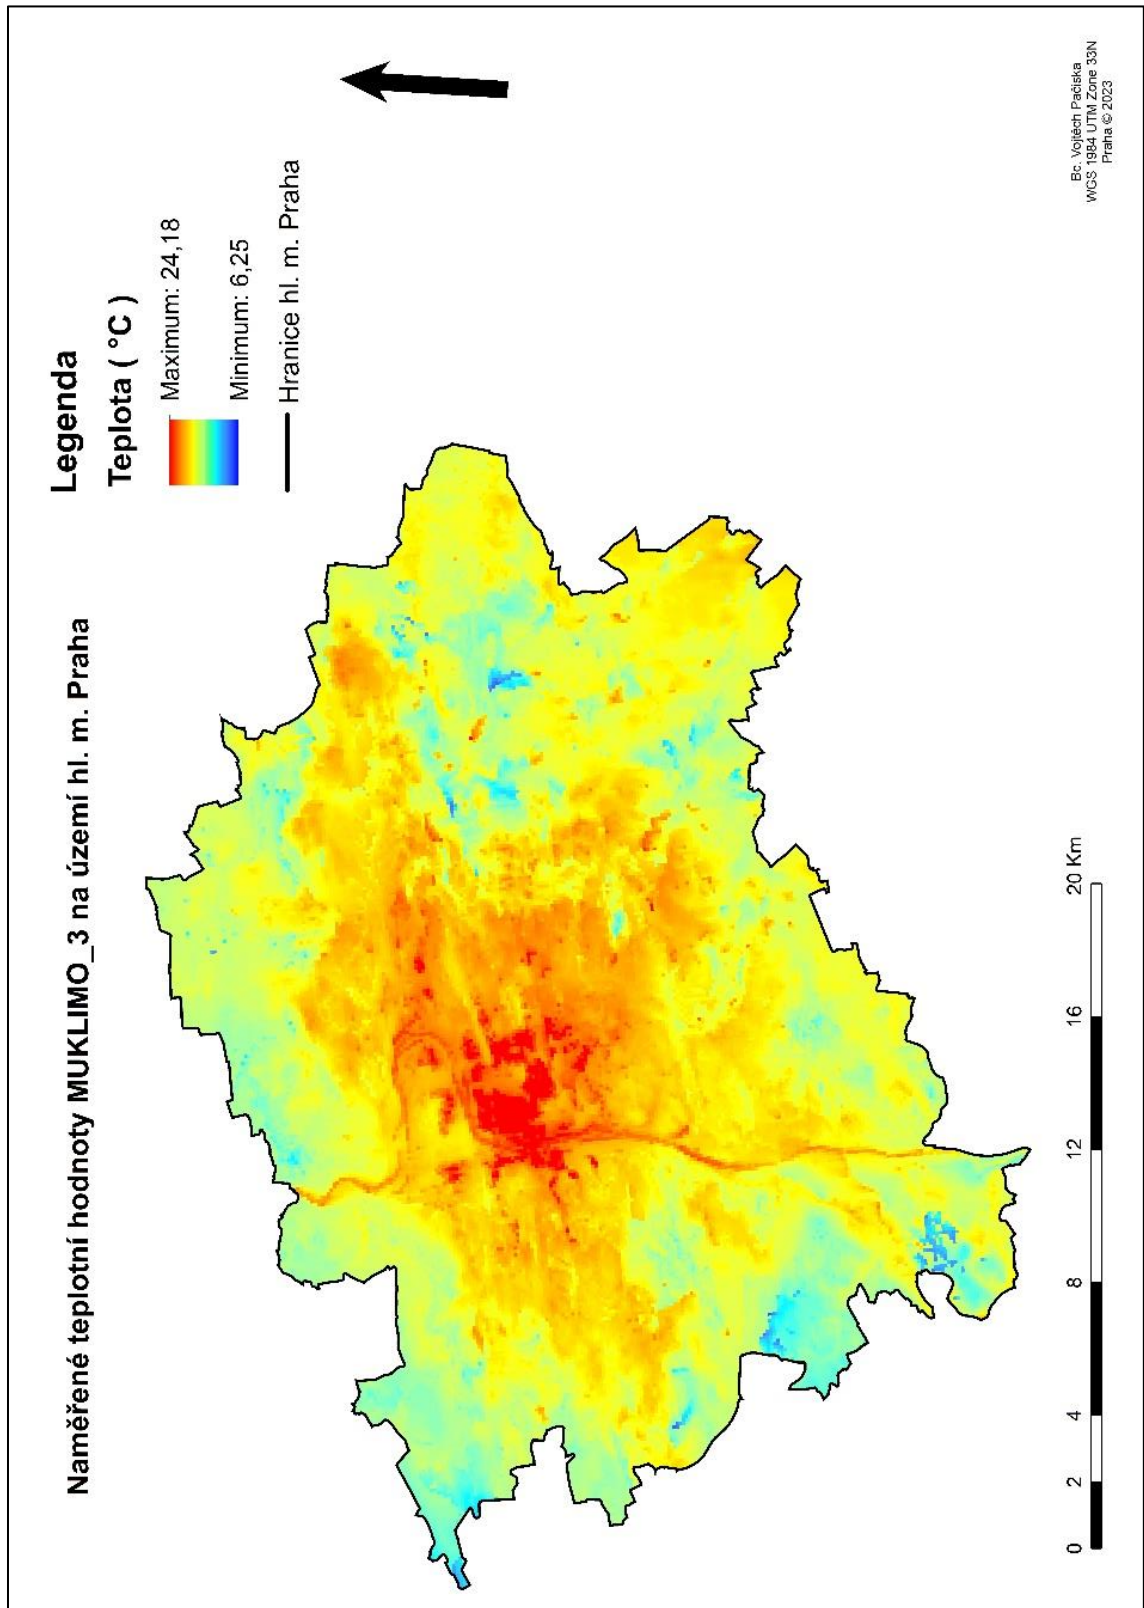 Naměřené teplotní hodnoty MUKLIMO_3 na území hl. m. Praha
Legenda
Teplota ( °C )
Maximum: 24,18
Minimum: 6,25
Hranice hl. m. Praha
0 2 4 8 12 16 20 Km
Bc. Vojtěch Pačiska
WGS 1984 UTM Zone 33N
Praha © 2023